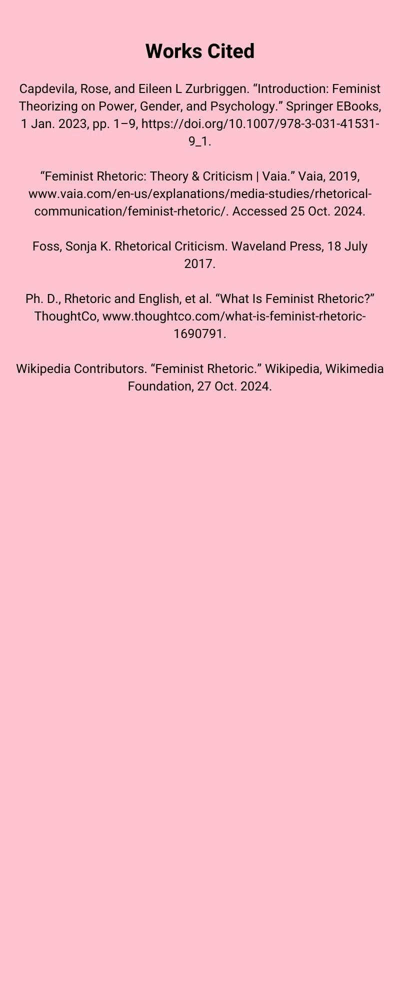 Works Cited
Capdevila, Rose, and Eileen L Zurbriggen. “Introduction: Feminist
Theorizing on Power, Gender, and Psychology.” Springer EBooks,
1 Jan. 2023, pp. 1–9, https://doi.org/10.1007/978-3-031-41531-
9_1.
“Feminist Rhetoric: Theory & Criticism | Vaia.” Vaia, 2019,
www.vaia.com/en-us/explanations/media-studies/rhetorical-
communication/feminist-rhetoric/. Accessed 25 Oct. 2024.
Foss, Sonja K. Rhetorical Criticism. Waveland Press, 18 July
2017.
Ph. D., Rhetoric and English, et al. “What Is Feminist Rhetoric?”
ThoughtCo, www.thoughtco.com/what-is-feminist-rhetoric-
1690791.
Wikipedia Contributors. “Feminist Rhetoric.” Wikipedia, Wikimedia
Foundation, 27 Oct. 2024.